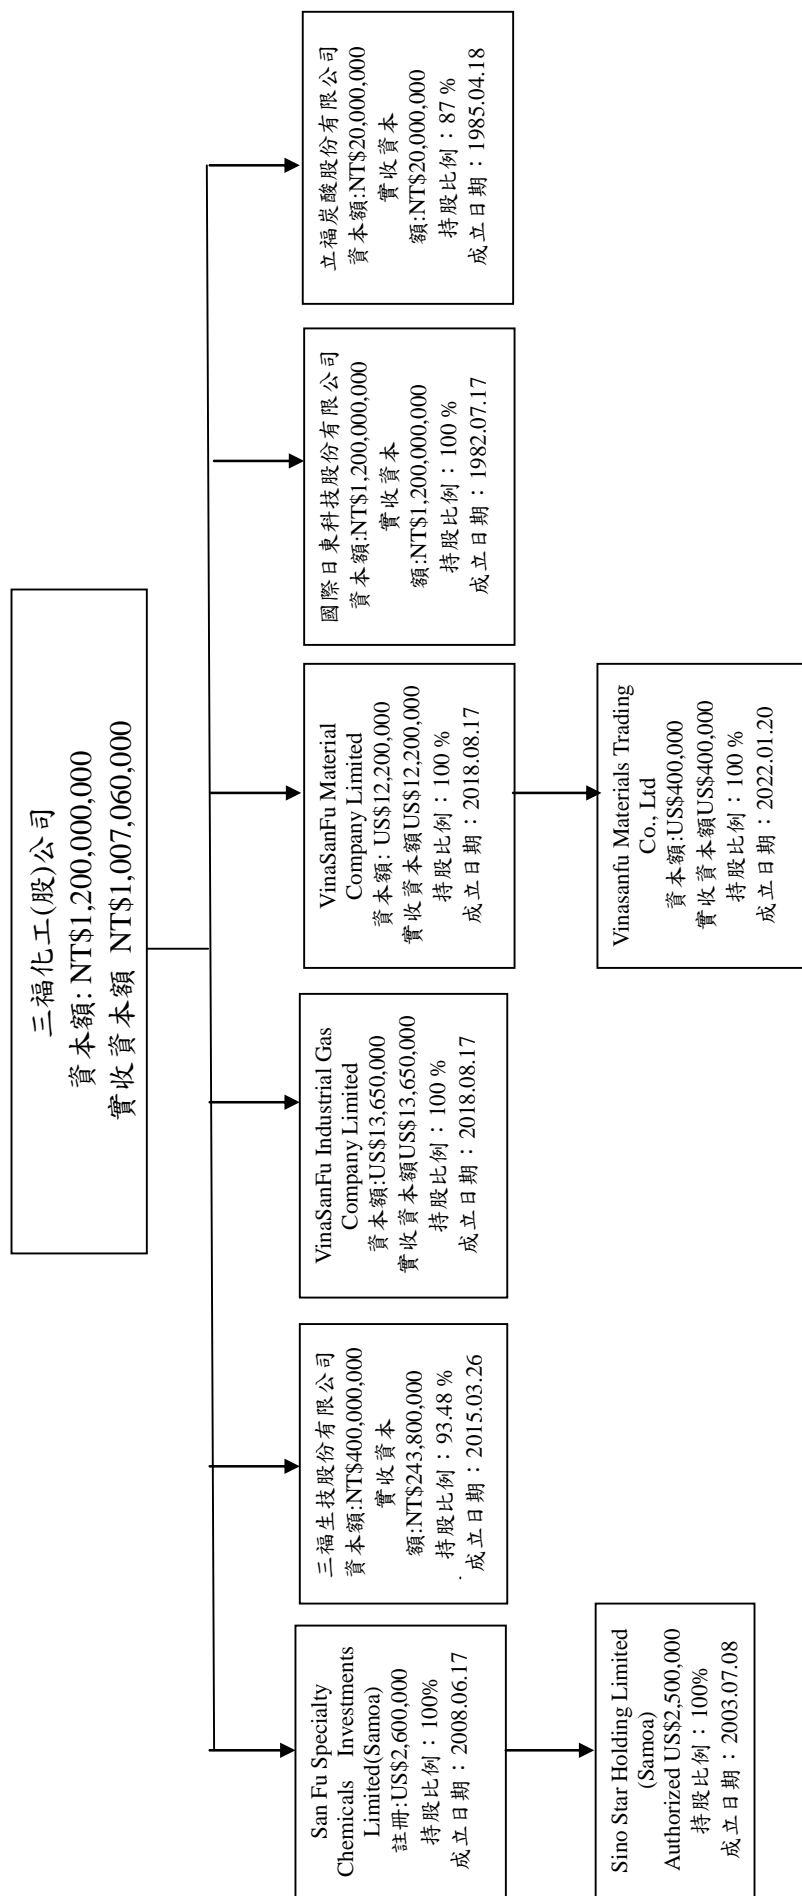 三福化工(股)公司
資本額: NT$1,200,000,000
實收資本額 NT$1,007,060,000
San Fu Specialty
Chemicals Investments
Limited(Samoa)
註冊:US$2,600,000
持股比例：100%
成立日期：2008.06.17
三福生技股份有限公司
資本額:NT$400,000,000
實收資本
額:NT$243,800,000
持股比例：93.48 %
成立日期：2015.03.26
VinaSanFu Industrial Gas
Company Limited
資本額:US$13,650,000
實收資本額US$13,650,000
持股比例：100 %
成立日期：2018.08.17
VinaSanFu Material
Company Limited
資本額: US$12,200,000
實收資本額US$12,200,000
持股比例：100 %
成立日期：2018.08.17
國際日東科技股份有限公司
資本額:NT$1,200,000,000
實收資本
額:NT$1,200,000,000
持股比例：100 %
成立日期：1982.07.17
立福炭酸股份有限公司
資本額:NT$20,000,000
實收資本
額:NT$20,000,000
持股比例：87 %
成立日期：1985.04.18
Sino Star Holding Limited
(Samoa)
Authorized US$2,500,000
持股比例：100%
成立日期：2003.07.08
Vinasanfu Materials Trading
Co., Ltd
資本額:US$400,000
實收資本額US$400,000
持股比例：100 %
成立日期：2022.01.20